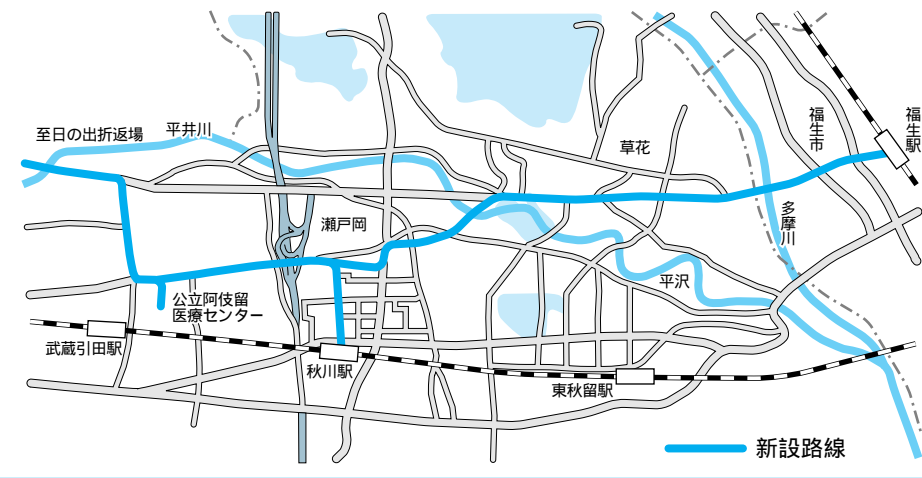 至日の出折返場
平井川
福生市
福生駅
草花
多摩川
瀬戸岡
平沢
公立阿伎留
医療センター
武蔵引田駅
秋川駅
東秋留駅
新設路線